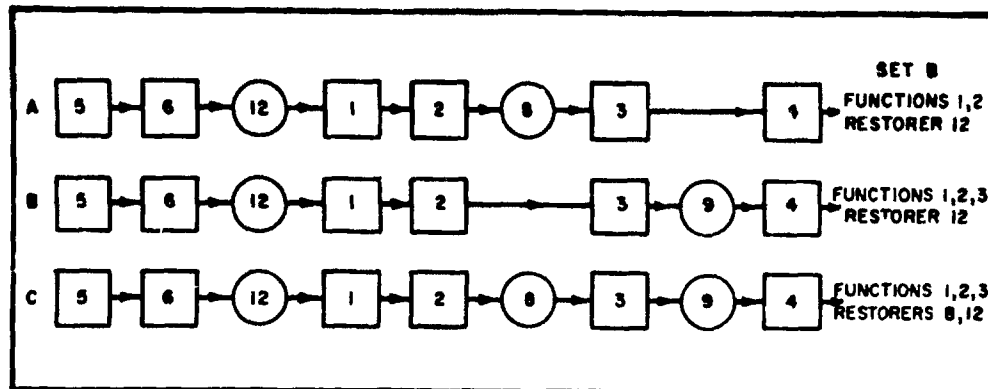 SET B
A 5 6 12 1 2 8 3 4 FUNCTIONS 1,2
RESTORER 12
B 5 6 12 1 2 3 9 4 FUNCTIONS 1,2,3
RESTORER 12
C 5 6 12 1 2 8 3 9 4 FUNCTIONS 1,2,3
RESTORERS 8,12